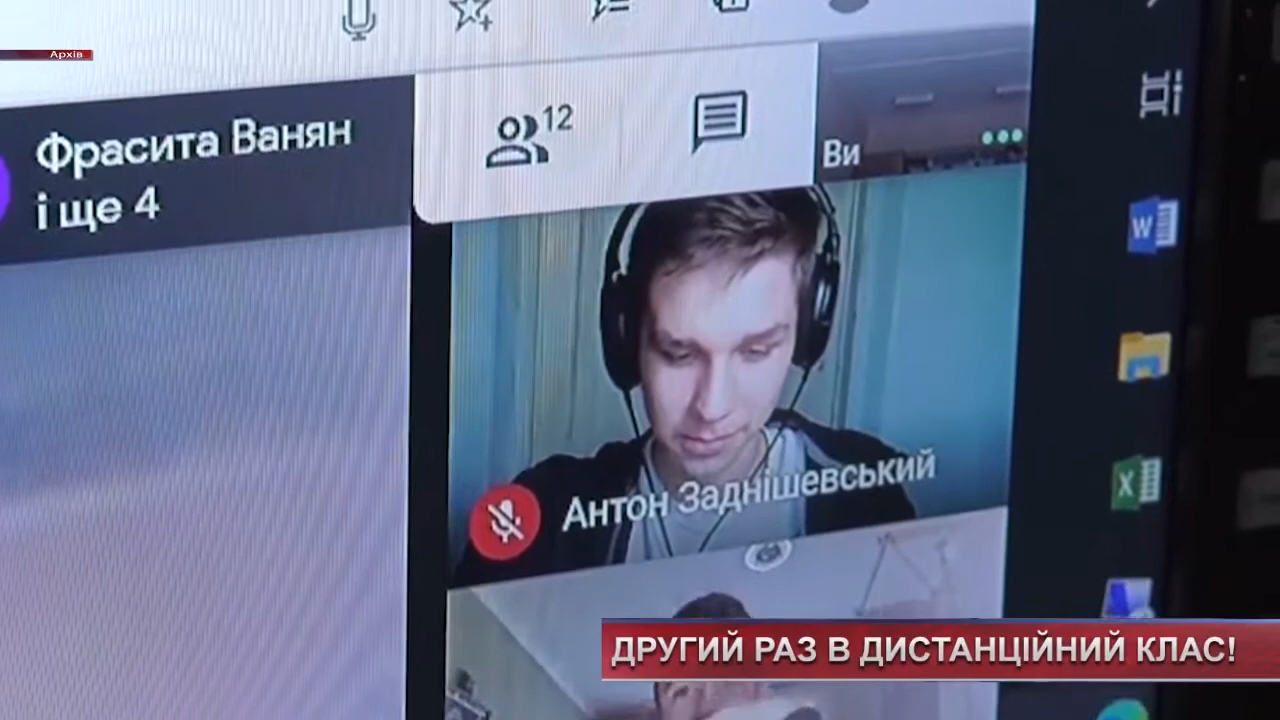 Архів
Фрасита Ванян
і ще 4
12
Ви
Антон Заднішевський
W
X
ДРУГИЙ РАЗ В ДИСТАНЦІЙНИЙ КЛАС!